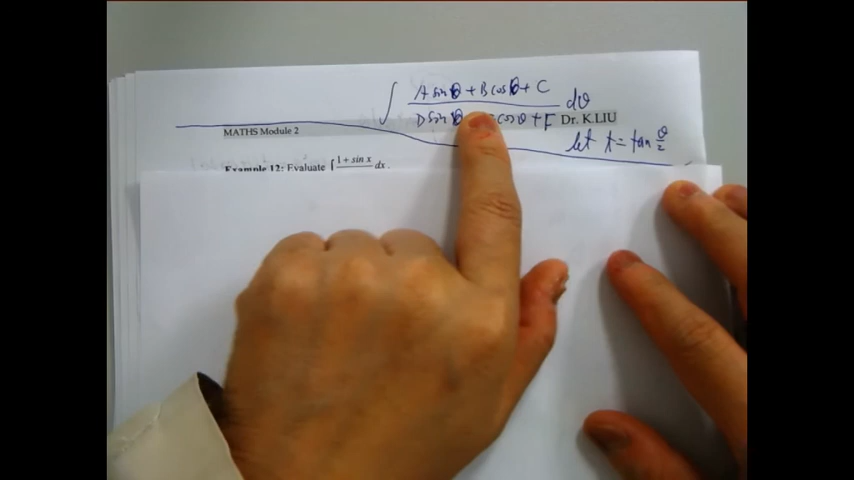 ∫ A sin θ + B cos θ + C dθ
D sin θ cos θ + F Dr. K.LIU
MATHS Module 2
let t = tan θ/2
Example 12: Evaluate ∫ 1 + sin x dx.